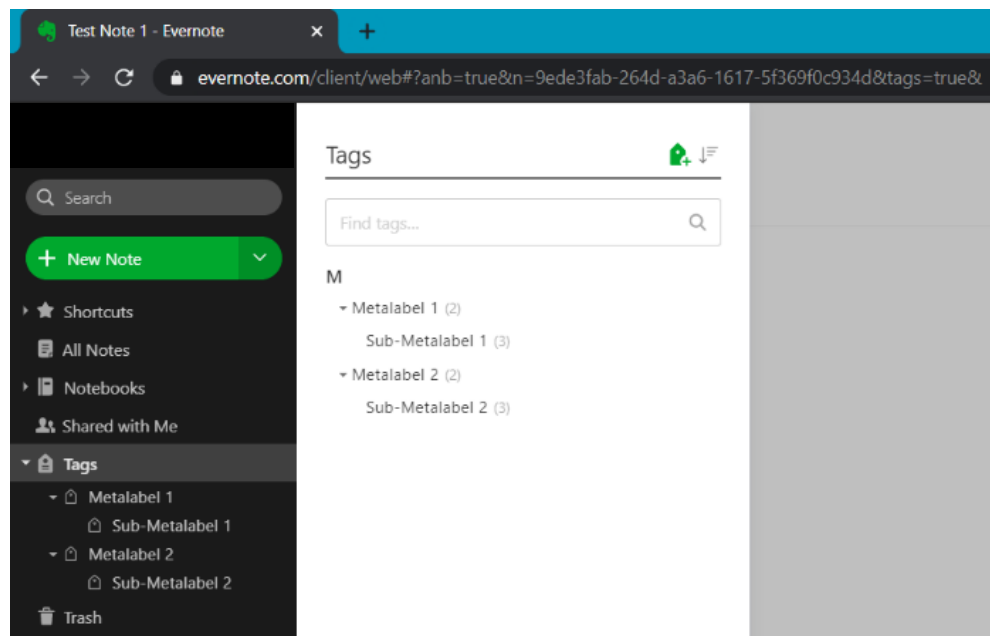 Test Note 1 - Evernote
evernote.com/client/web#?anb=true&n=9ede3fab-264d-a3a6-1617-5f369f0c934d&tags=true&
Search
New Note
Shortcuts
All Notes
Notebooks
Shared with Me
Tags
Metalabel 1
Sub-Metalabel 1
Metalabel 2
Sub-Metalabel 2
Trash
Tags
Find tags...
M
Metalabel 1 (2)
Sub-Metalabel 1 (3)
Metalabel 2 (2)
Sub-Metalabel 2 (3)